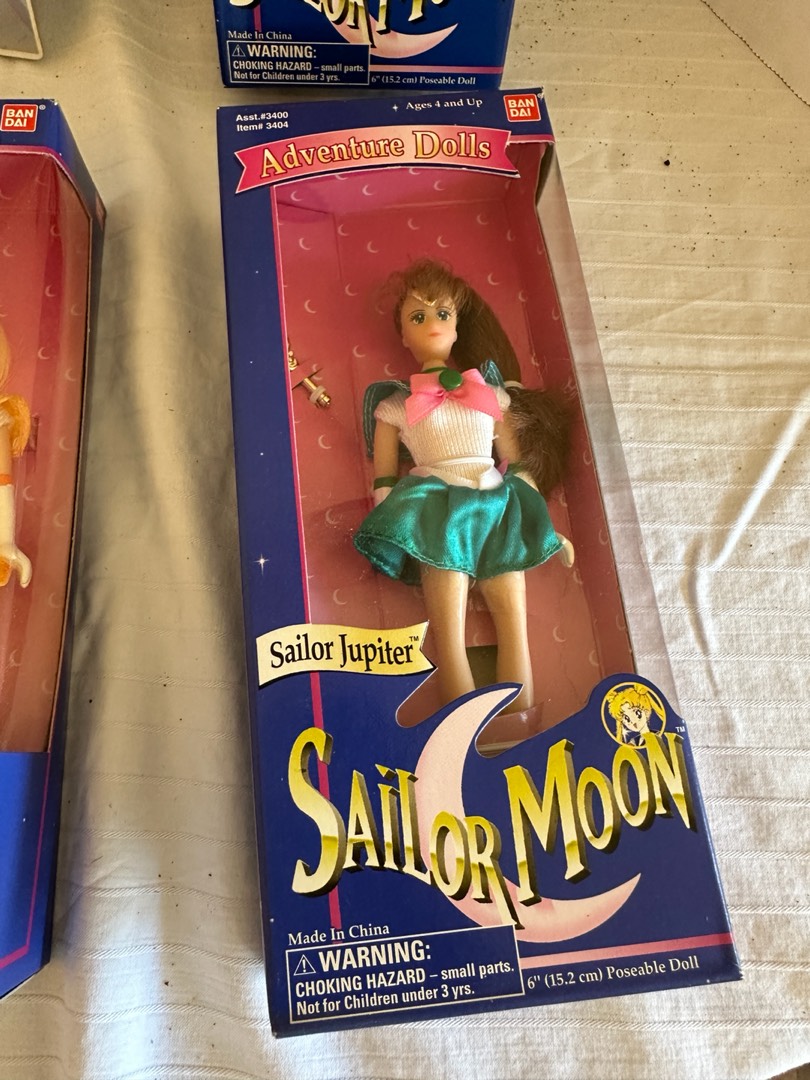 Made In China
⚠ WARNING:
CHOKING HAZARD – small parts.
Not for Children under 3 yrs.
6" (15.2 cm) Poseable Doll
BAN
DAI
®
Asst.#3400
Item# 3404
Ages 4 and Up
BAN
DAI
®
Adventure Dolls
Sailor Jupiter™
SAILOR MOON™
Made In China
⚠ WARNING:
CHOKING HAZARD – small parts.
Not for Children under 3 yrs.
6" (15.2 cm) Poseable Doll